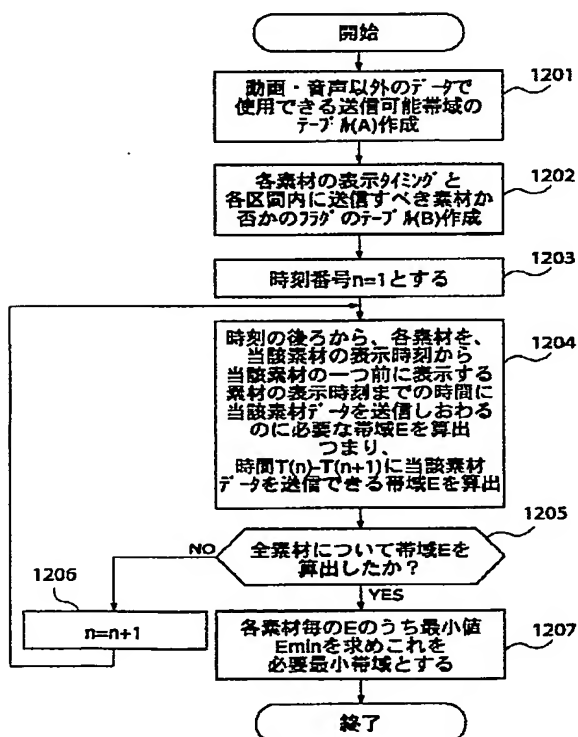 開始
1201
動画・音声以外のデータで
使用できる送信可能帯域の
テーブル(A)作成
1202
各素材の表示タイミングと
各区間内に送信すべき素材か
否かのフラグのテーブル(B)作成
1203
時刻番号n=1とする
1204
時刻の後ろから、各素材を、
当該素材の表示時刻から
当該素材の一つ前に表示する
素材の表示時刻までの時間に
当該素材データを送信しおわる
のに必要な帯域Eを算出
つまり、
時間T(n)-T(n+1)に当該素材
データを送信できる帯域Eを算出
1205
NO
全素材について帯域Eを
算出したか？
1206
YES
n=n+1
1207
各素材毎のEのうち最小値
Eminを求めこれを
必要最小帯域とする
終了